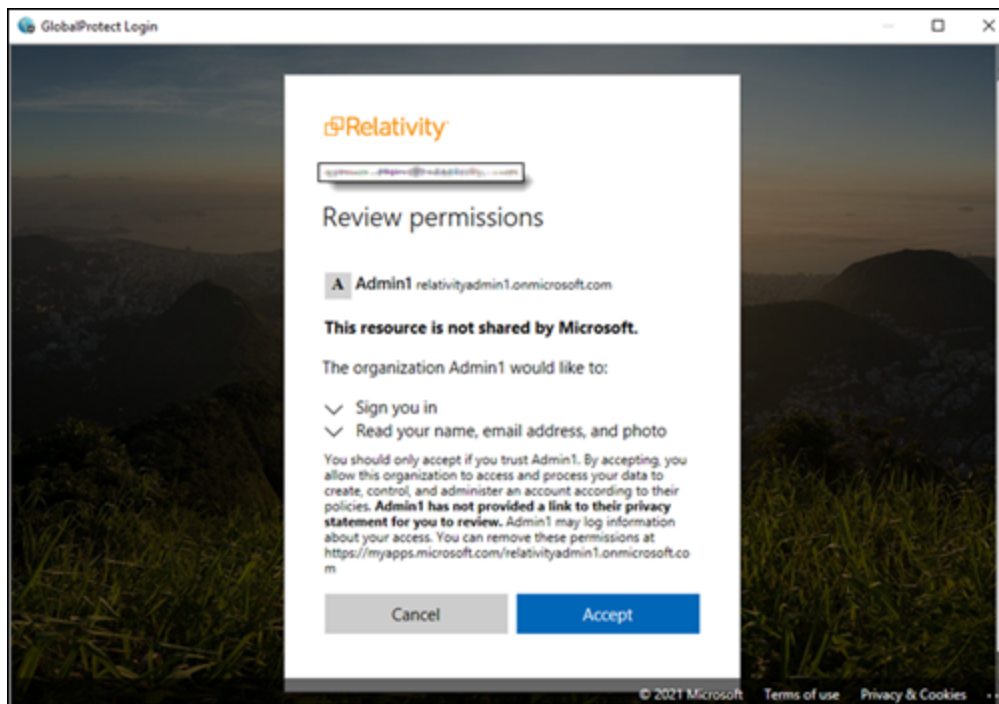 GlobalProtect Login
Relativity
Review permissions
A Admin1 relativityadmin1.onmicrosoft.com
This resource is not shared by Microsoft.
The organization Admin1 would like to:
Sign you in
Read your name, email address, and photo
You should only accept if you trust Admin1. By accepting, you
allow this organization to access and process your data to
create, control, and administer an account according to their
policies. Admin1 has not provided a link to their privacy
statement for you to review. Admin1 may log information
about your access. You can remove these permissions at
https://myapps.microsoft.com/relativityadmin1.onmicrosoft.co
m
Cancel Accept
© 2021 Microsoft Terms of use Privacy & Cookies